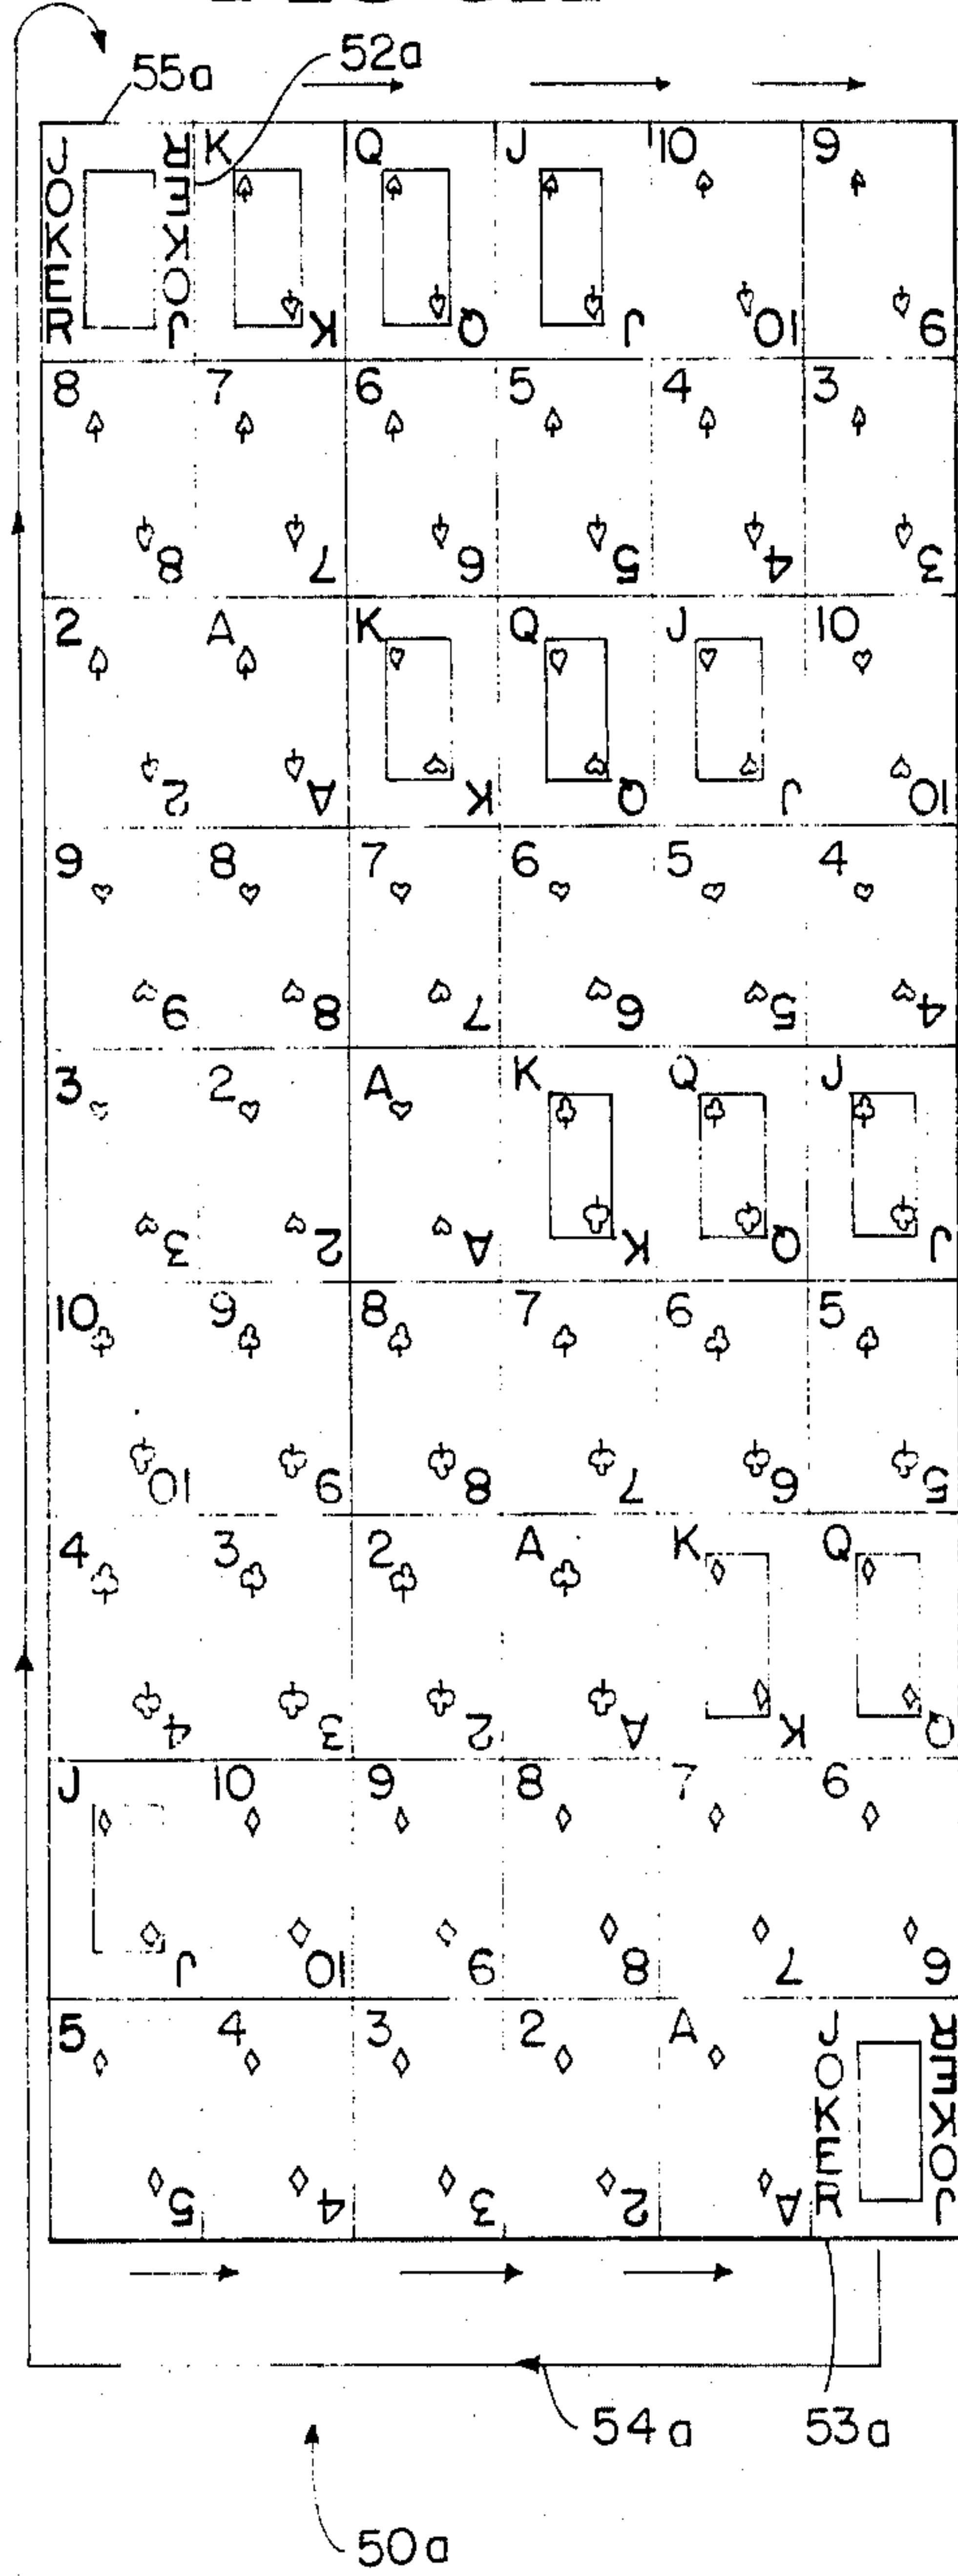 52a
55a
JOKER JOKER K Q J 10 9
K Q J 10 9
8 7 6 5 4 3
8 7 6 5 4 3
2 A K Q J 10
2 A K Q J 10
9 8 7 6 5 4
9 8 7 6 5 4
3 2 A K Q J
3 2 A K Q J
10 9 8 7 6 5
10 9 8 7 6 5
4 3 2 A K Q
4 3 2 A K Q
J 10 9 8 7 6
J 10 9 8 7 6
5 4 3 2 A JOKER JOKER
5 4 3 2 A
54a 53a
50a